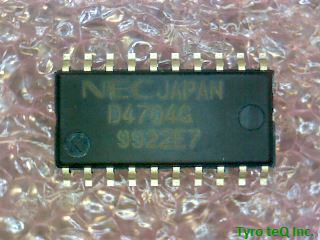 NEC JAPAN
D4704G
9922E7
Tyro teQ Inc.